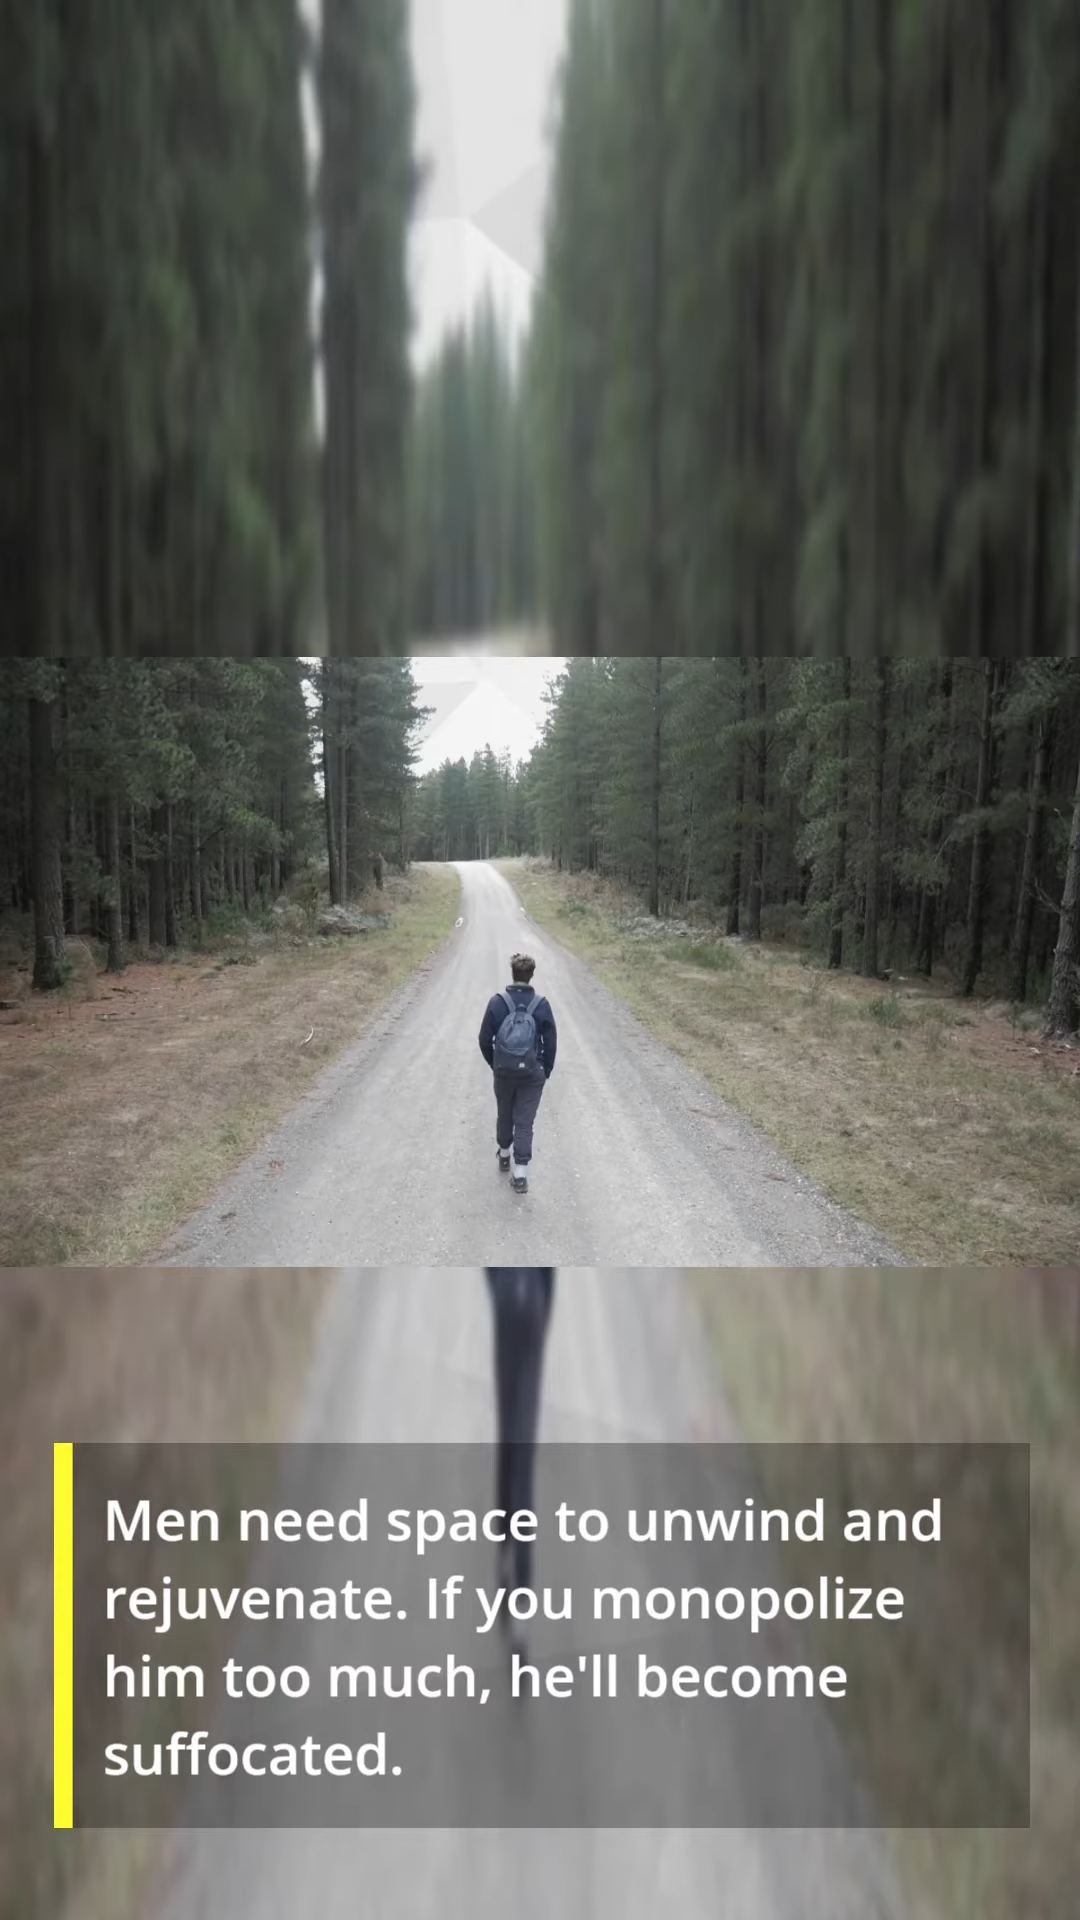 Men need space to unwind and
rejuvenate. If you monopolize
him too much, he'll become
suffocated.